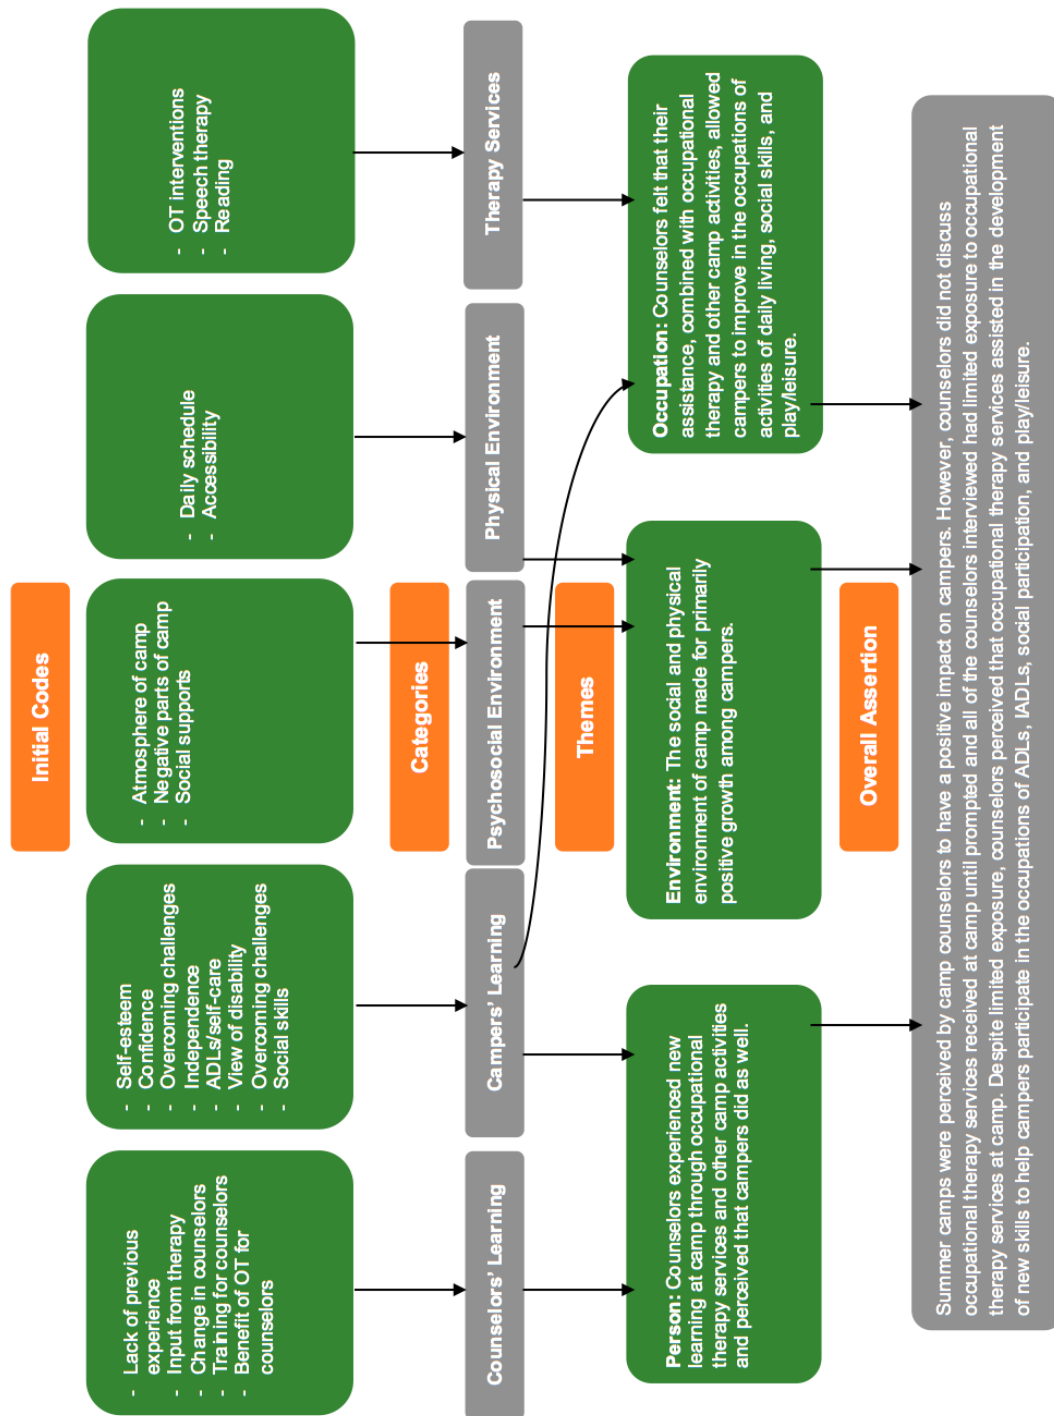 Initial Codes
- Lack of previous
experience
- Input from therapy
- Change in counselors
- Training for counselors
- Benefit of OT for
counselors
- Self-esteem
- Confidence
- Overcoming challenges
- Independence
- ADLs/self-care
- View of disability
- Overcoming challenges
- Social skills
- Atmosphere of camp
- Negative parts of camp
- Social supports
- Daily schedule
- Accessibility
- OT interventions
- Speech therapy
- Reading
Categories
Counselors' Learning
Campers' Learning
Psychosocial Environment
Physical Environment
Therapy Services
Themes
Person: Counselors experienced new
learning at camp through occupational
therapy services and other camp activities
and perceived that campers did as well.
Environment: The social and physical
environment of camp made for primarily
positive growth among campers.
Occupation: Counselors felt that their
assistance, combined with occupational
therapy and other camp activities, allowed
campers to improve in the occupations of
activities of daily living, social skills, and
play/leisure.
Overall Assertion
Summer camps were perceived by camp counselors to have a positive impact on campers. However, counselors did not discuss
occupational therapy services received at camp until prompted and all of the counselors interviewed had limited exposure to occupational
therapy services at camp. Despite limited exposure, counselors perceived that occupational therapy services assisted in the development
of new skills to help campers participate in the occupations of ADLs, IADLs, social participation, and play/leisure.